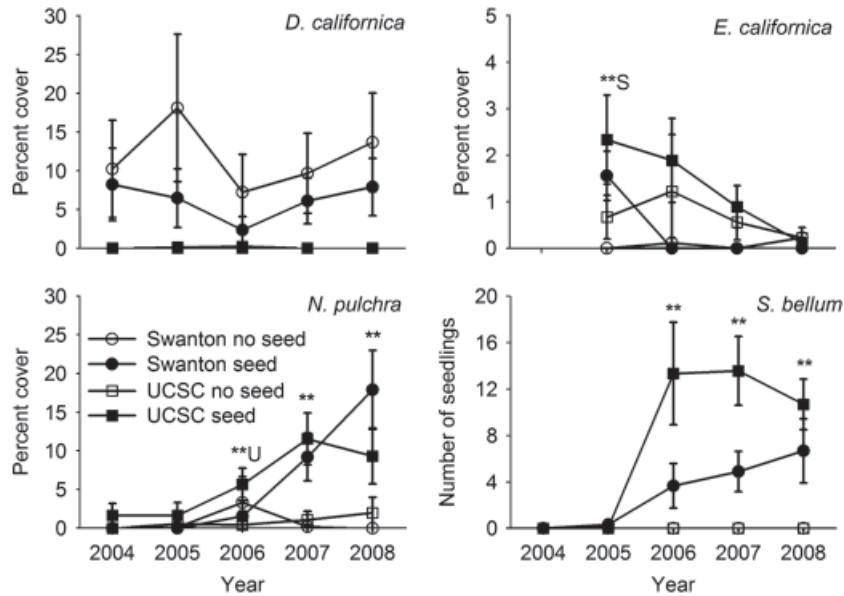 D. californica
Percent cover
30
25
20
15
10
5
0
E. californica
Percent cover
5
4
3
2
1
0
**S
N. pulchra
Percent cover
30
25
20
15
10
5
0
Swanton no seed
Swanton seed
UCSC no seed
UCSC seed
**U
**
**
2004 2005 2006 2007 2008
Year
S. bellum
Number of seedlings
20
16
12
8
4
0
**
**
**
2004 2005 2006 2007 2008
Year